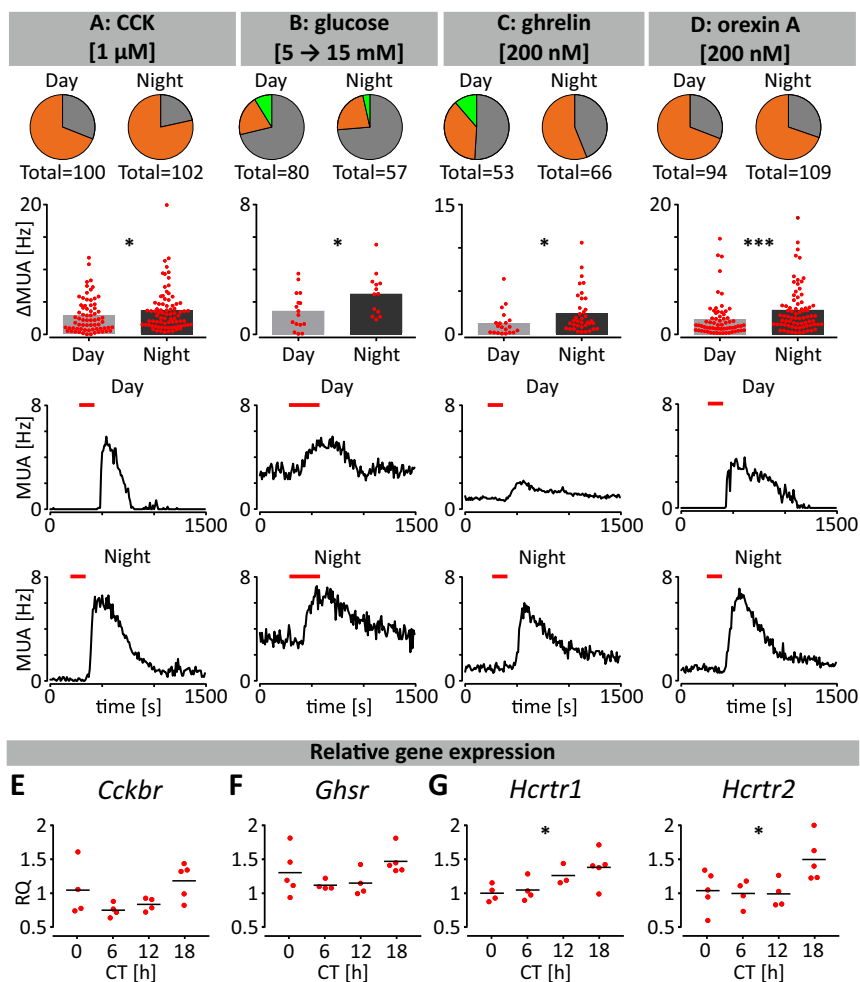 A: CCK
[1 μM]
B: glucose
[5 → 15 mM]
C: ghrelin
[200 nM]
D: orexin A
[200 nM]
Day Night Day Night Day Night Day Night
Total=100 Total=102 Total=80 Total=57 Total=53 Total=66 Total=94 Total=109
ΔMUA [Hz]
20
0
*
Day Night
8
4
0
*
Day Night
15
0
*
Day Night
20
0
***
Day Night
Day Day Day Day
MUA [Hz]
8
0
0 1500
8
0
0 1500
8
0
0 1500
8
0
0 1500
Night Night Night Night
MUA [Hz]
8
0
0 1500
time [s]
8
0
0 1500
time [s]
8
0
0 1500
time [s]
8
0
0 1500
time [s]
Relative gene expression
E Cckbr
RQ
2
1.5
1
0.5
0 6 12 18
CT [h]
F Ghsr
2
1.5
1
0.5
0 6 12 18
CT [h]
G Hcrtr1
*
2
1.5
1
0.5
0 6 12 18
CT [h]
Hcrtr2
*
2
1.5
1
0.5
0 6 12 18
CT [h]